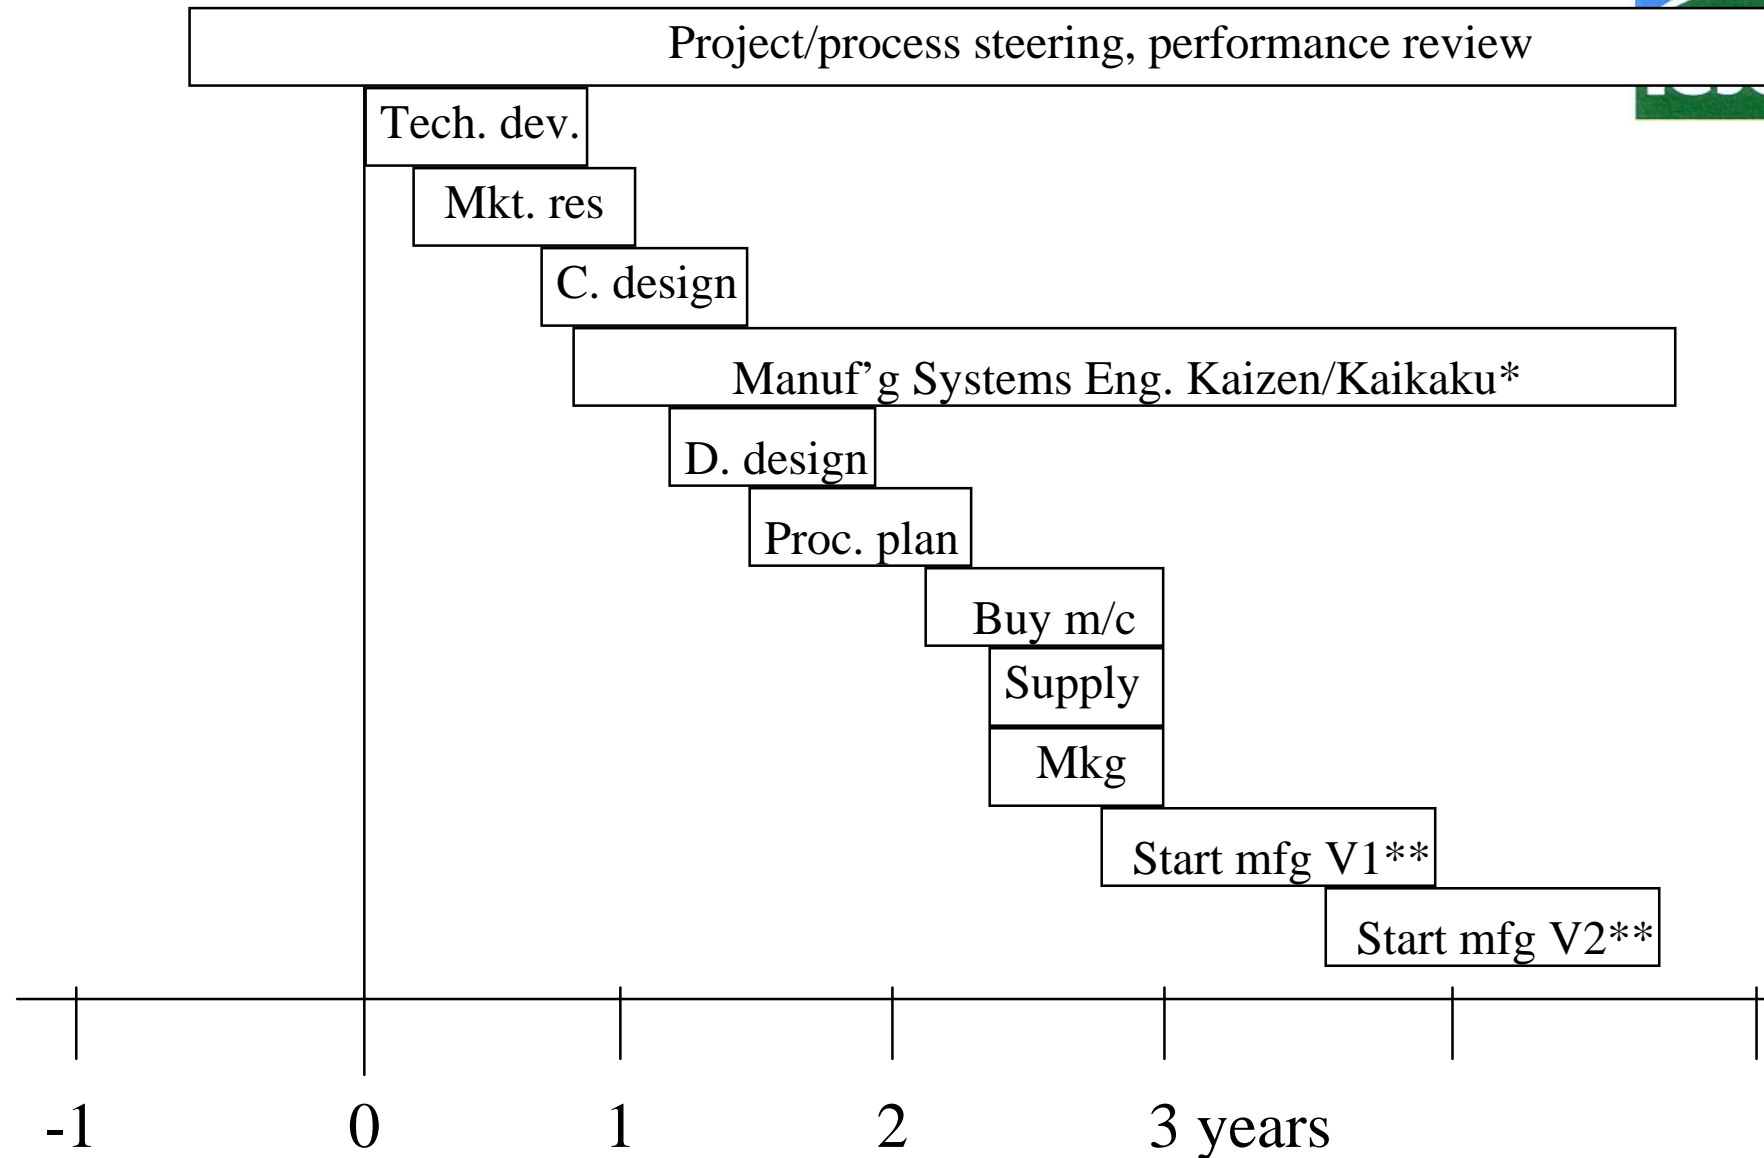 Project/process steering, performance review
Tech. dev.
Mkt. res
C. design
Manuf’g Systems Eng. Kaizen/Kaikaku*
D. design
Proc. plan
Buy m/c
Supply
Mkg
Start mfg V1**
Start mfg V2**
-1 0 1 2 3 years